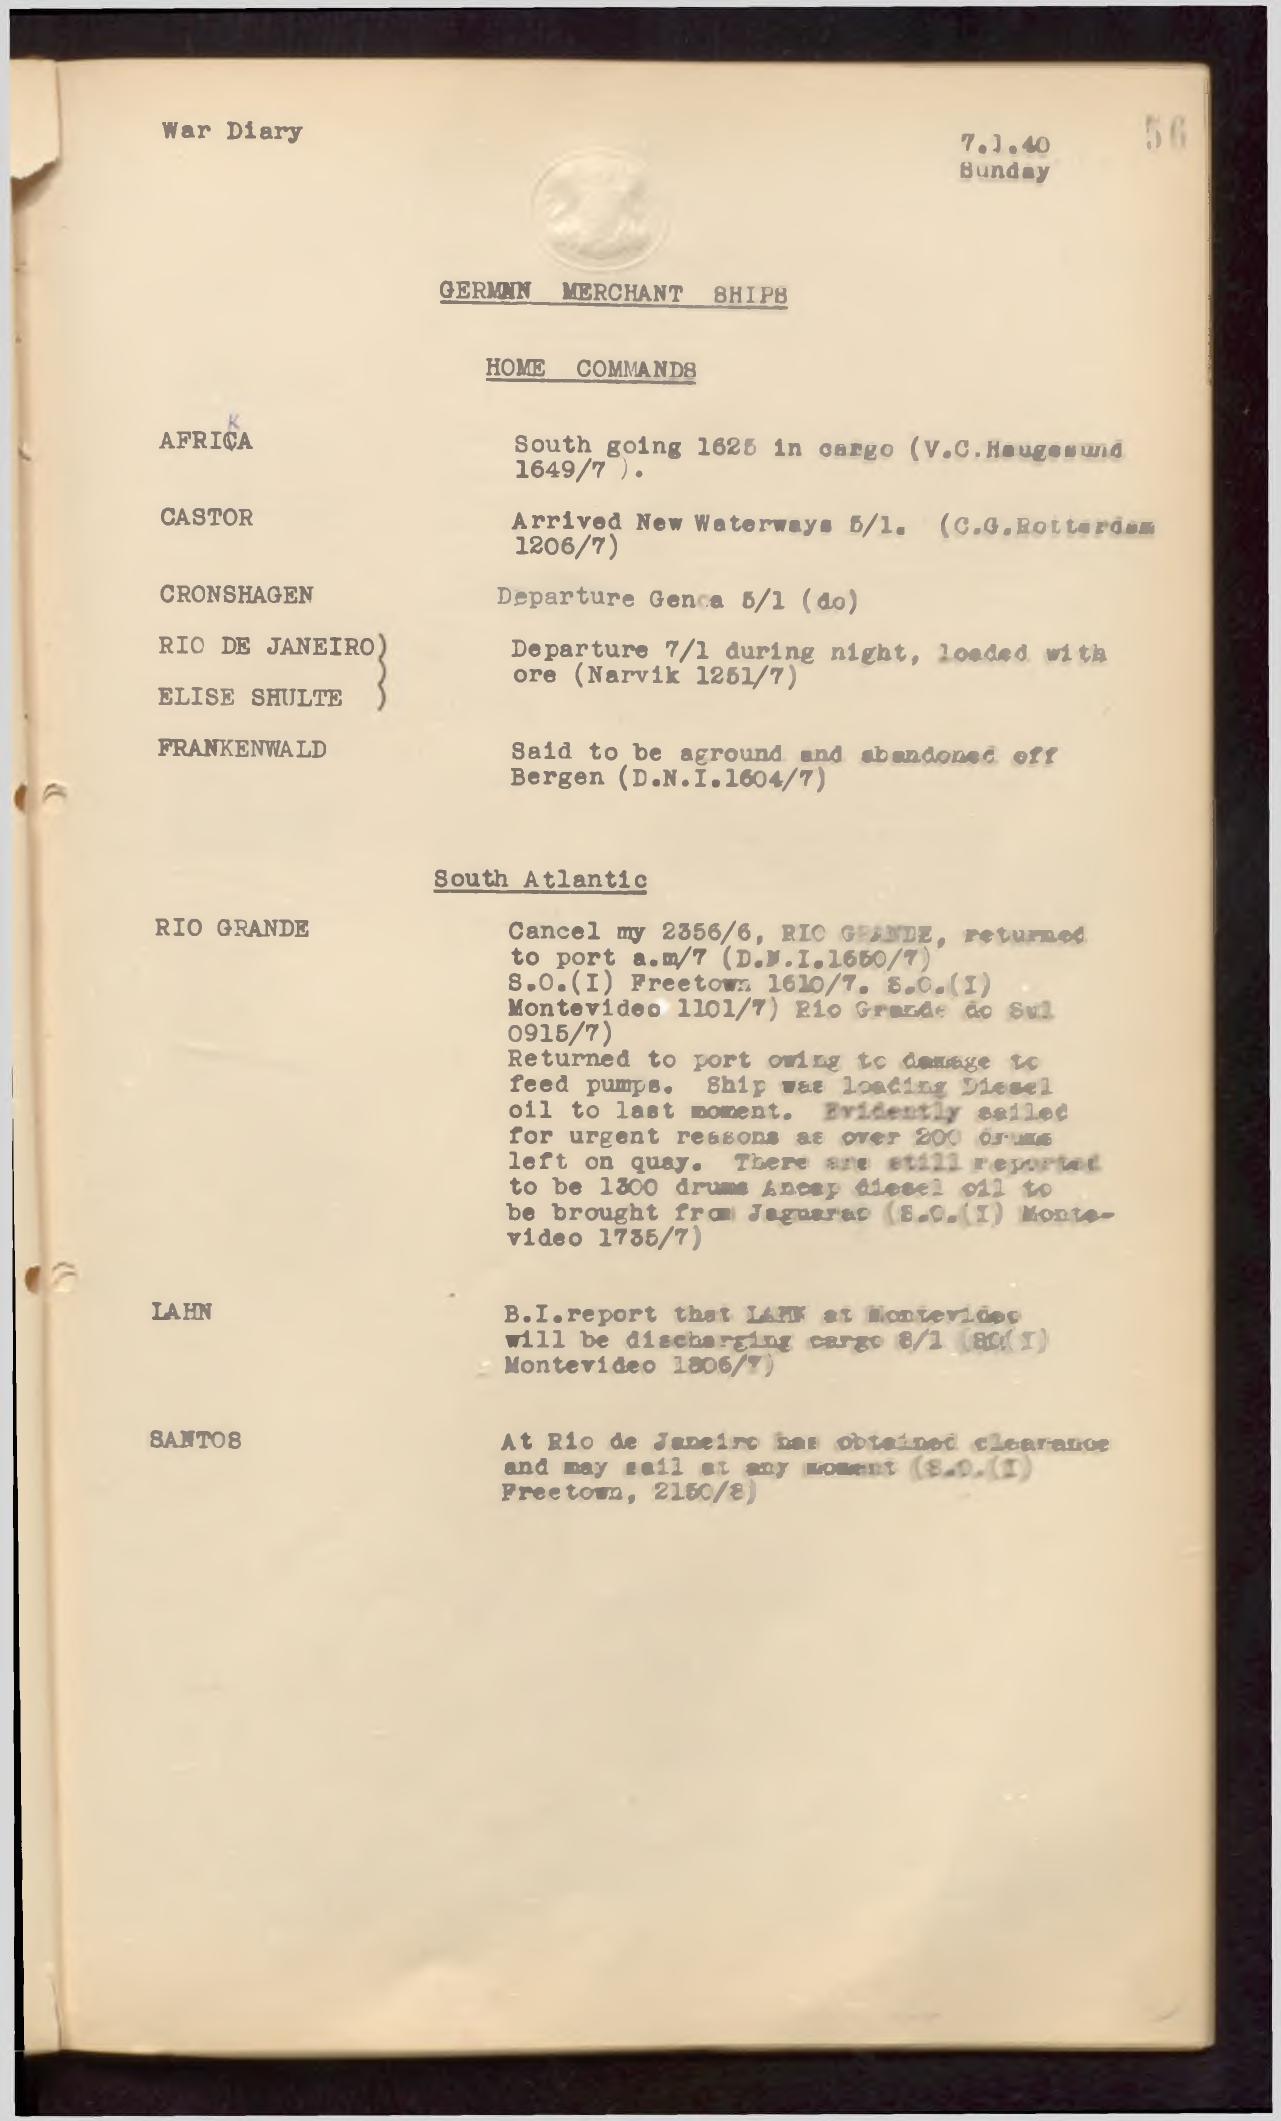 War Diary
7.1.40
Sunday
56
GERMAN MERCHANT SHIPS
HOME COMMANDS
K
AFRICA
South going 1625 in cargo (V.C.Haugesund
1649/7 ).
CASTOR
Arrived New Waterways 5/1. (C.G.Rotterdam
1206/7)
CRONSHAGEN
Departure Genoa 5/1 (do)
RIO DE JANEIRO)
ELISE SHULTE )
Departure 7/1 during night, loaded with
ore (Narvik 1251/7)
FRANKENWALD
Said to be aground and abandoned off
Bergen (D.N.I.1604/7)
South Atlantic
RIO GRANDE
Cancel my 2356/6, RIO GRANDE, returned
to port a.m/7 (D.N.I.1650/7)
S.O.(I) Freetown 1610/7. S.O.(I)
Montevideo 1101/7) Rio Grande do Sul
0915/7)
Returned to port owing to damage to
feed pumps. Ship was loading Diesel
oil to last moment. Evidently sailed
for urgent reasons as over 200 drums
left on quay. There are still reported
to be 1300 drums Ancap diesel oil to
be brought from Jaguarao (S.O.(I) Monte-
video 1735/7)
LAHN
B.I.report that LAHN at Montevideo
will be discharging cargo 8/1 (SO(I)
Montevideo 1806/7)
SANTOS
At Rio de Janeiro has obtained clearance
and may sail at any moment (S.O.(I)
Freetown, 2150/8)